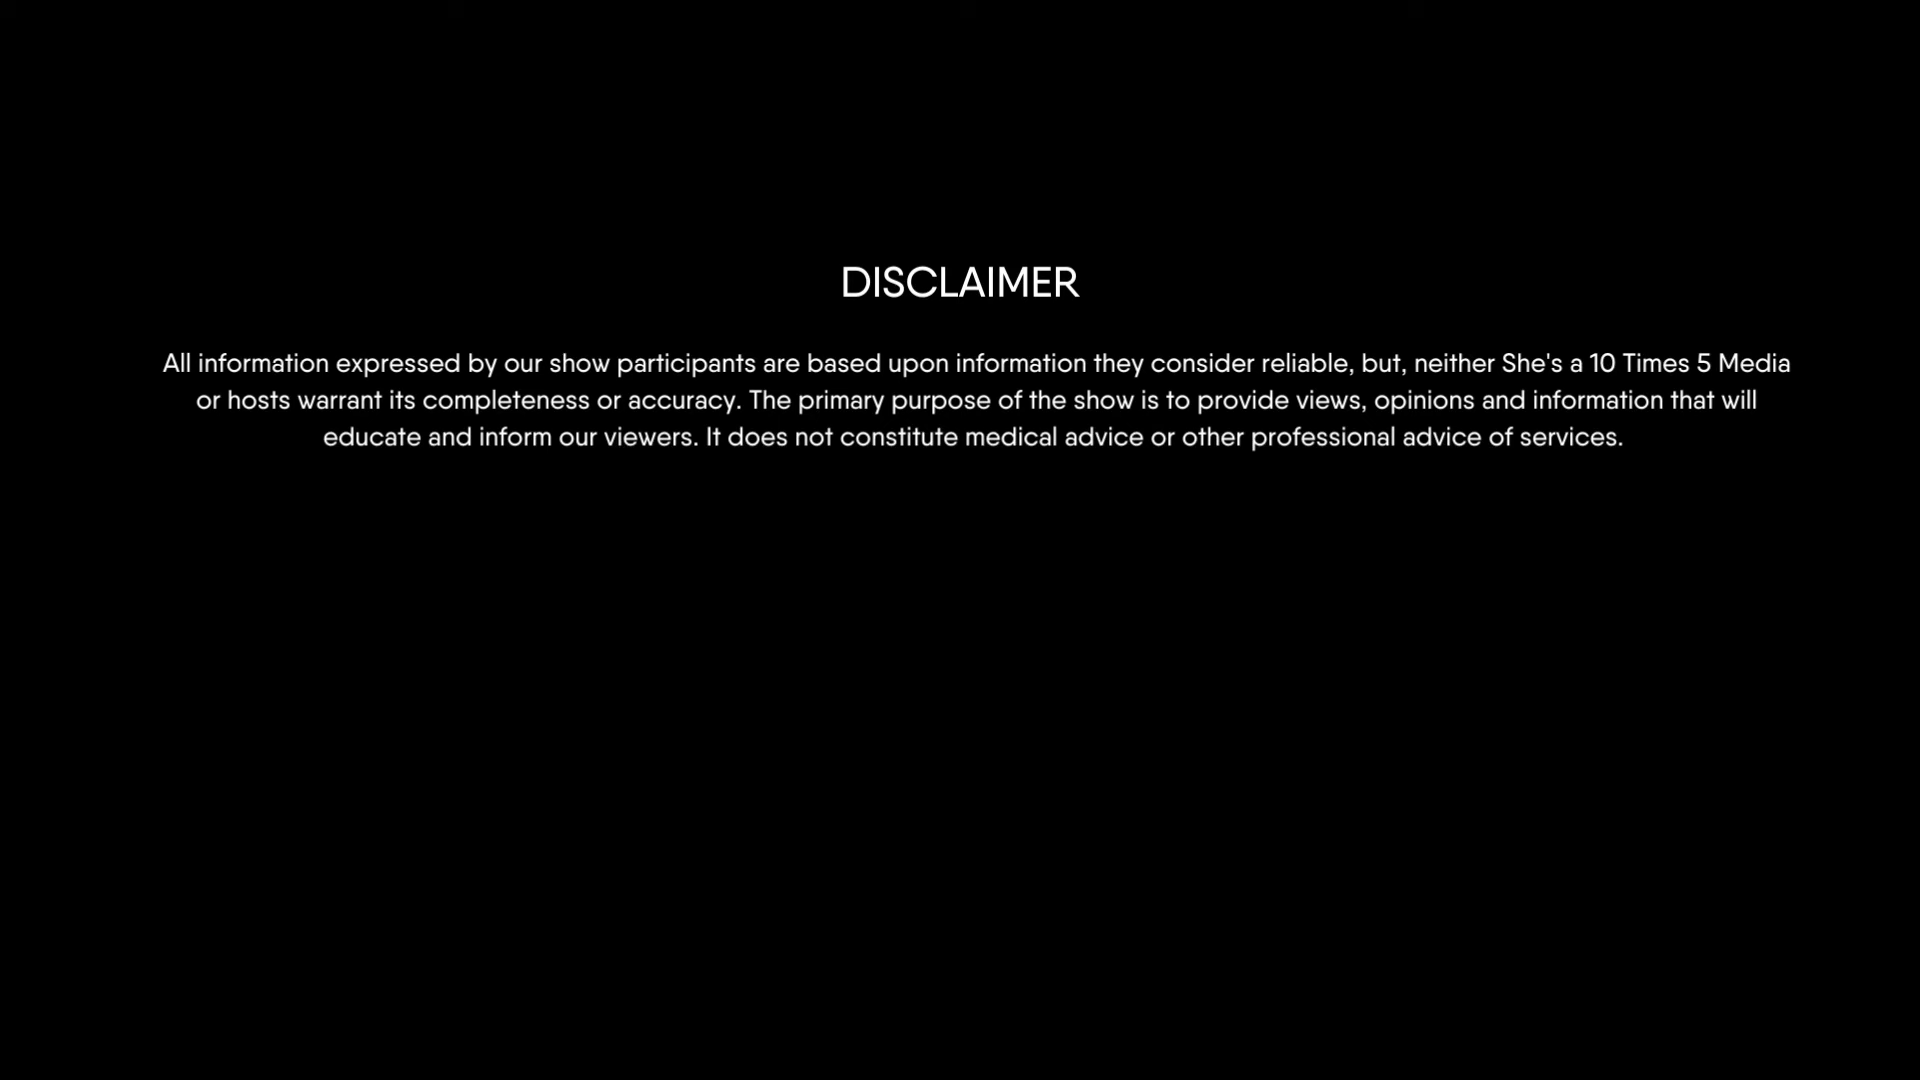 DISCLAIMER
All information expressed by our show participants are based upon information they consider reliable, but, neither She's a 10 Times 5 Media
or hosts warrant its completeness or accuracy. The primary purpose of the show is to provide views, opinions and information that will
educate and inform our viewers. It does not constitute medical advice or other professional advice of services.